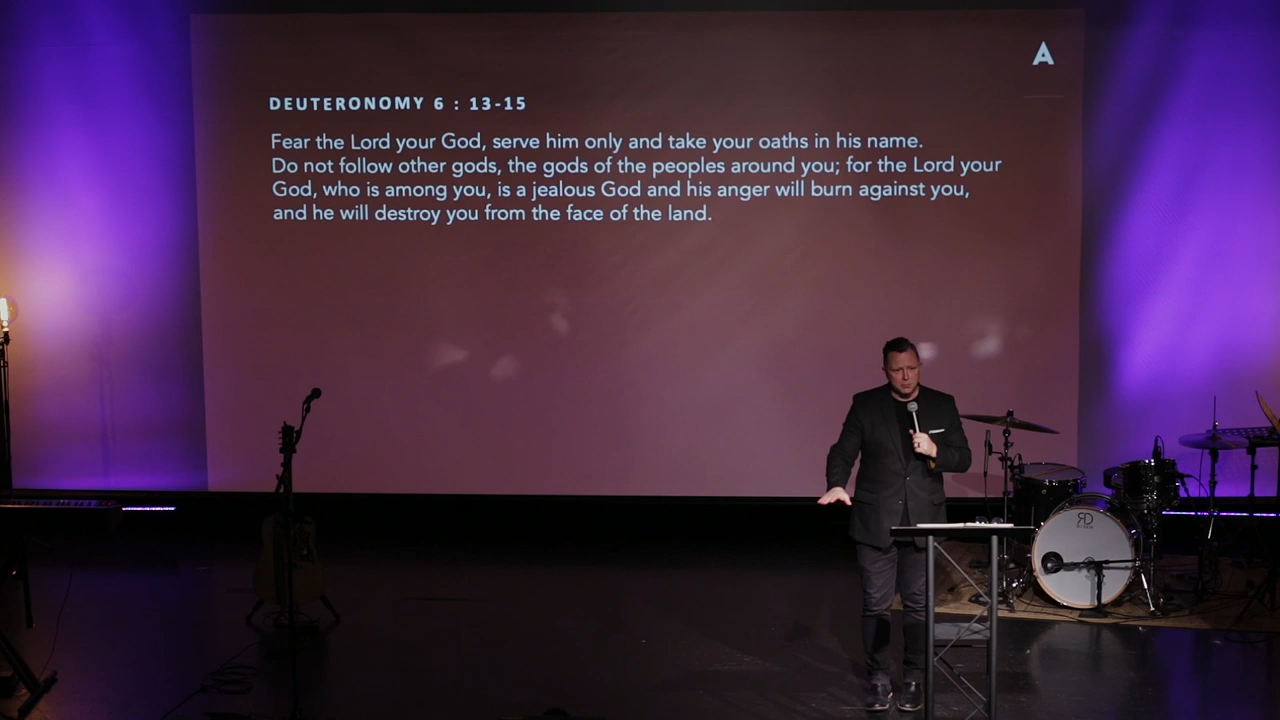 A
DEUTERONOMY 6 : 13-15
Fear the Lord your God, serve him only and take your oaths in his name.
Do not follow other gods, the gods of the peoples around you; for the Lord your
God, who is among you, is a jealous God and his anger will burn against you,
and he will destroy you from the face of the land.
RD